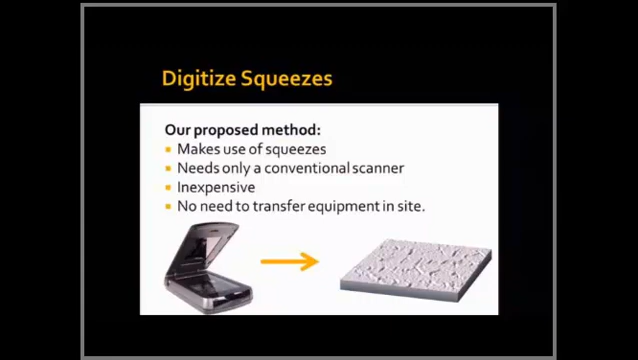 Digitize Squeezes
Our proposed method:
Makes use of squeezes
Needs only a conventional scanner
Inexpensive
No need to transfer equipment in site.